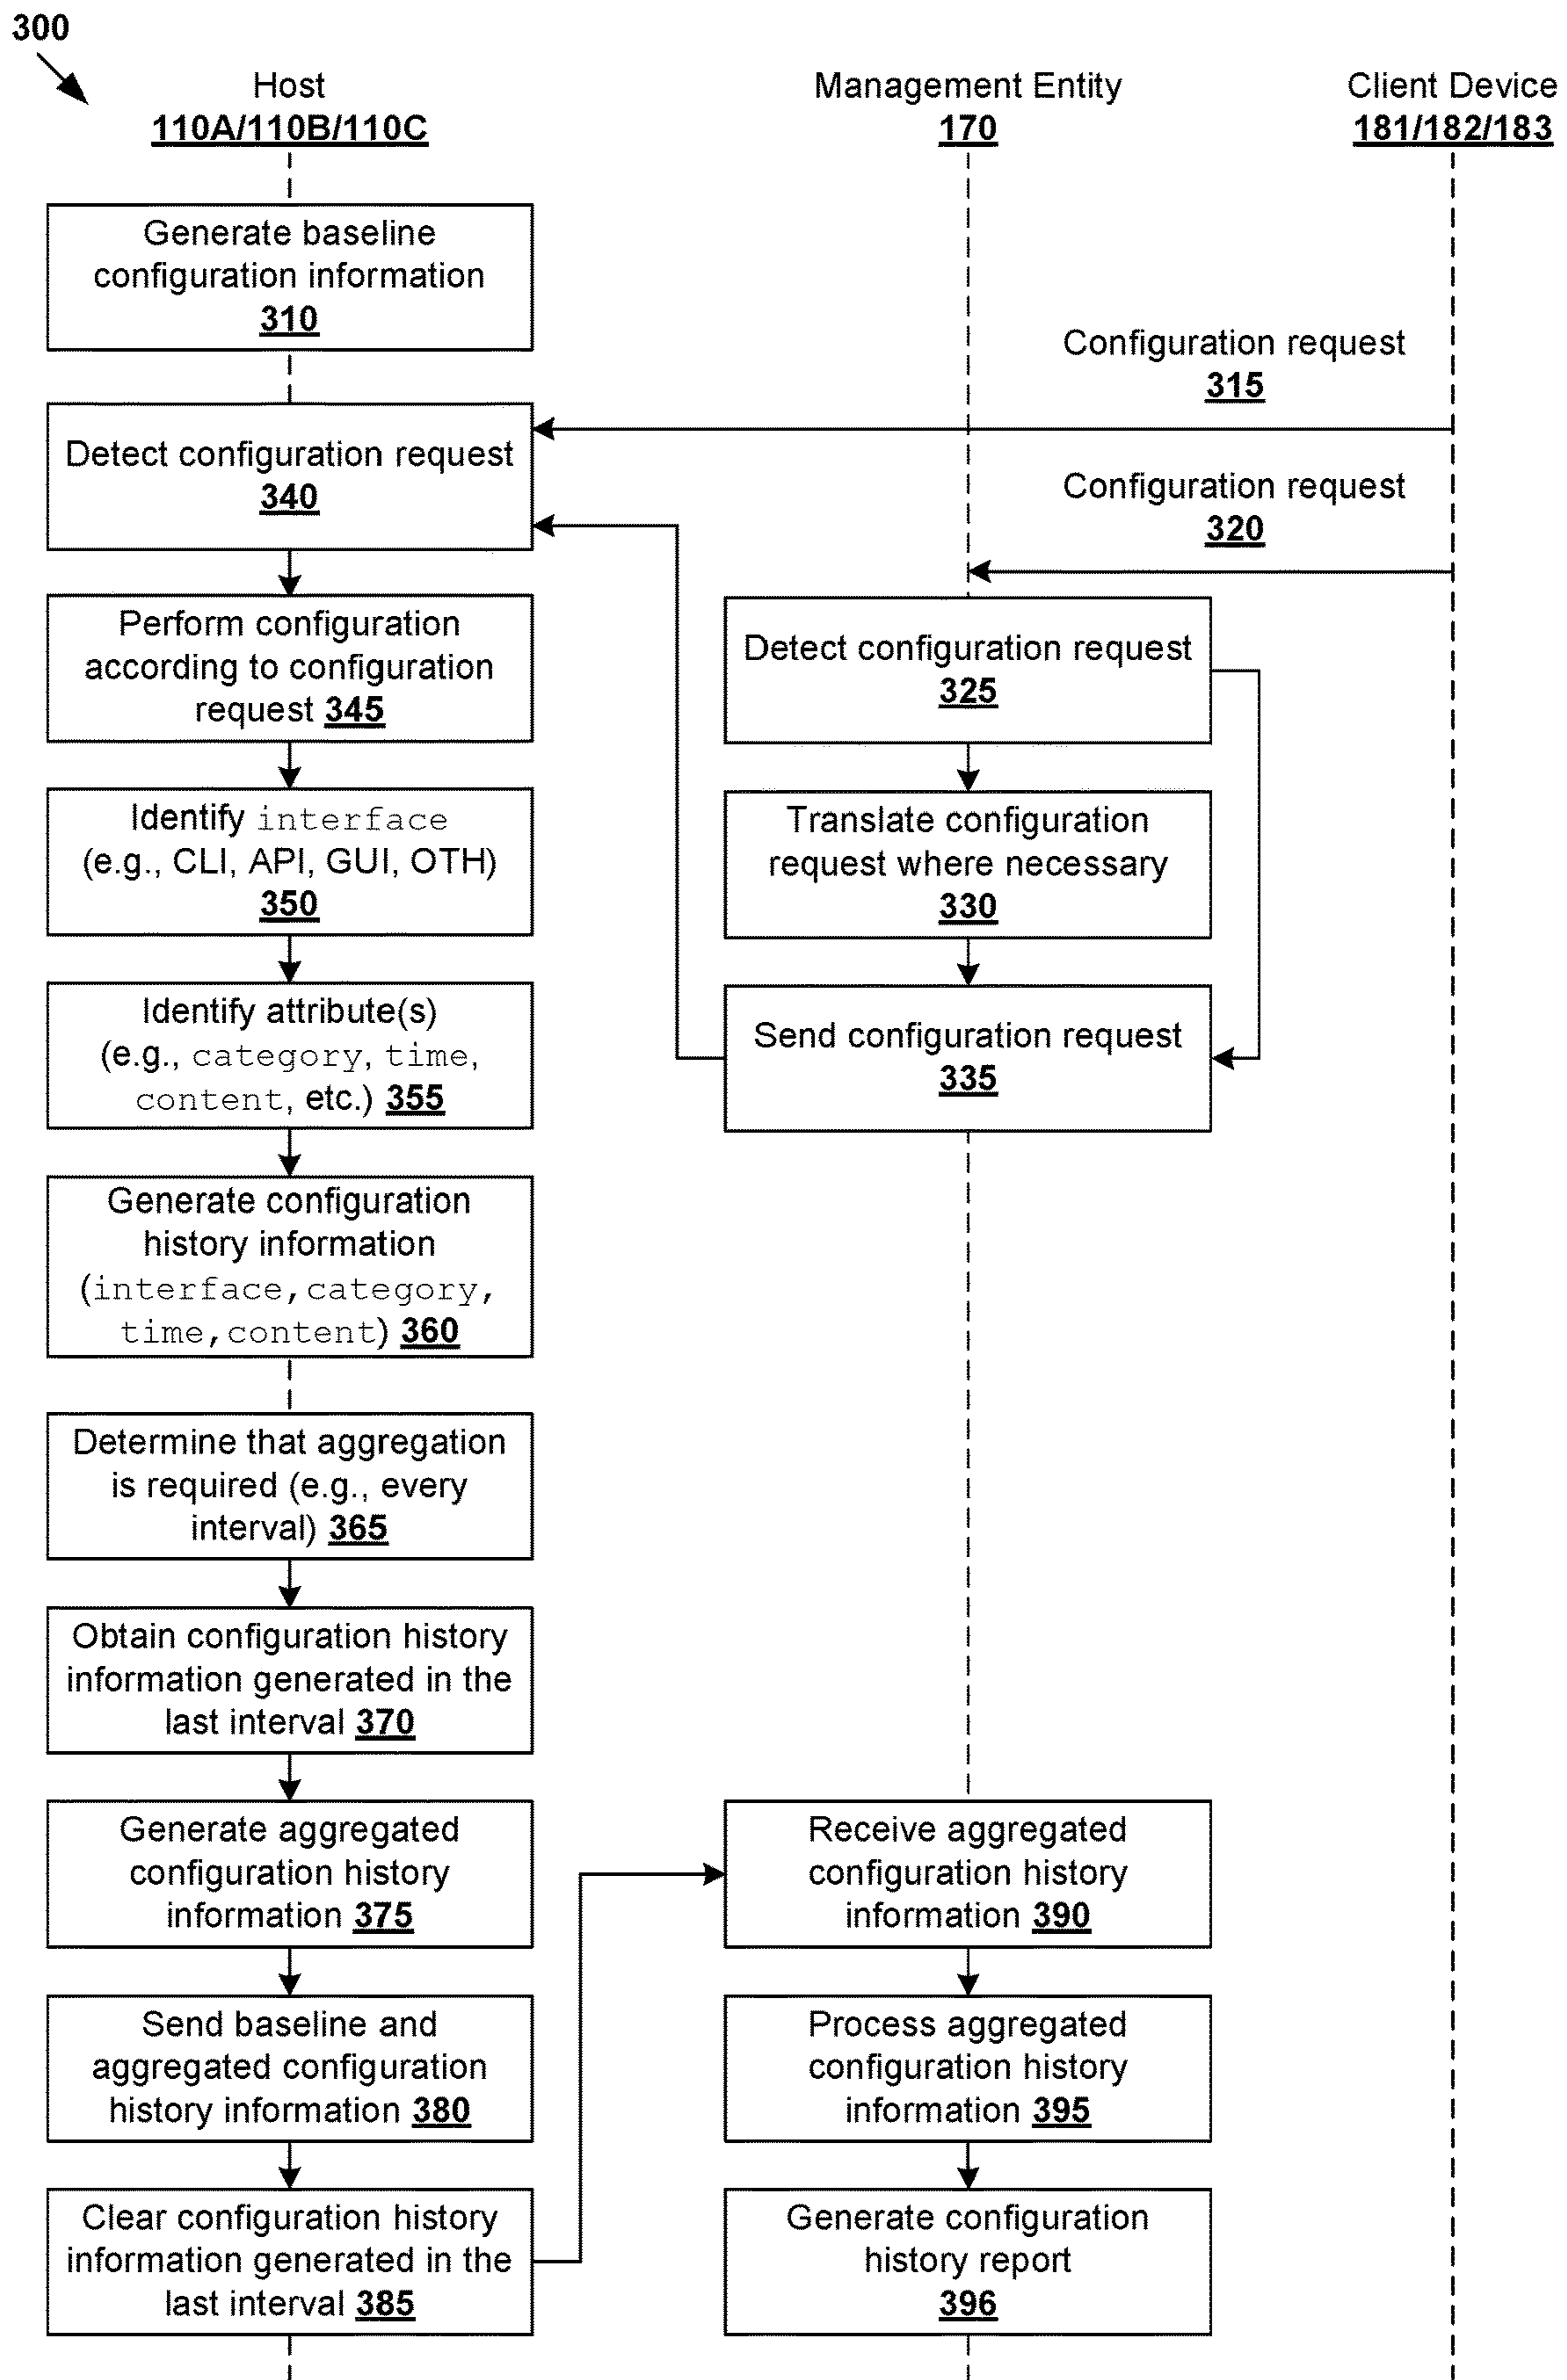 300
Host
110A/110B/110C
Management Entity
170
Client Device
181/182/183
Generate baseline
configuration information
310
Configuration request
315
Detect configuration request
340
Configuration request
320
Perform configuration
according to configuration
request 345
Detect configuration request
325
Identify interface
(e.g., CLI, API, GUI, OTH)
350
Translate configuration
request where necessary
330
Identify attribute(s)
(e.g., category, time,
content, etc.) 355
Send configuration request
335
Generate configuration
history information
(interface, category,
time, content) 360
Determine that aggregation
is required (e.g., every
interval) 365
Obtain configuration history
information generated in the
last interval 370
Generate aggregated
configuration history
information 375
Receive aggregated
configuration history
information 390
Send baseline and
aggregated configuration
history information 380
Process aggregated
configuration history
information 395
Clear configuration history
information generated in the
last interval 385
Generate configuration
history report
396